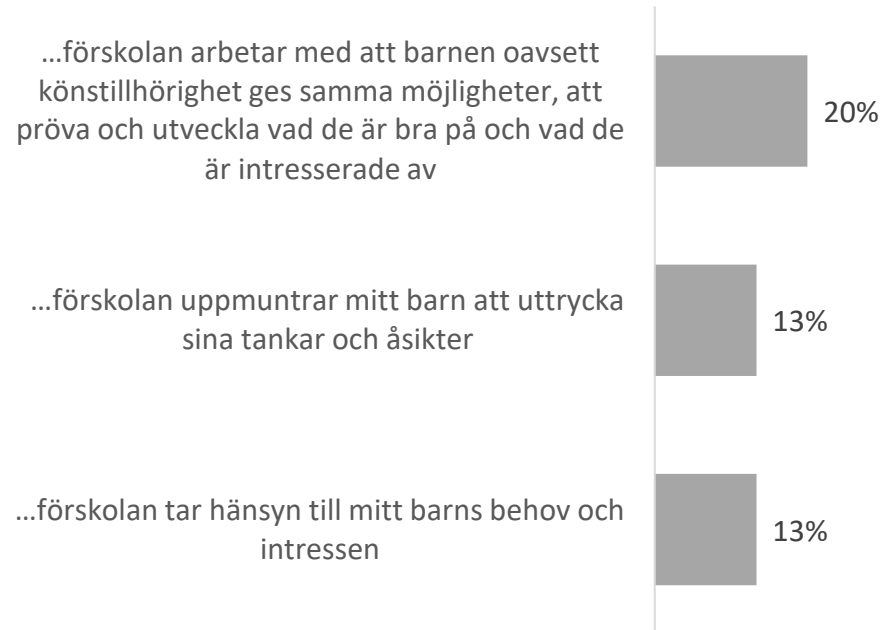 …förskolan arbetar med att barnen oavsett
könstillhörighet ges samma möjligheter, att
pröva och utveckla vad de är bra på och vad de
är intresserade av
20%
…förskolan uppmuntrar mitt barn att uttrycka
sina tankar och åsikter
13%
…förskolan tar hänsyn till mitt barns behov och
intressen
13%